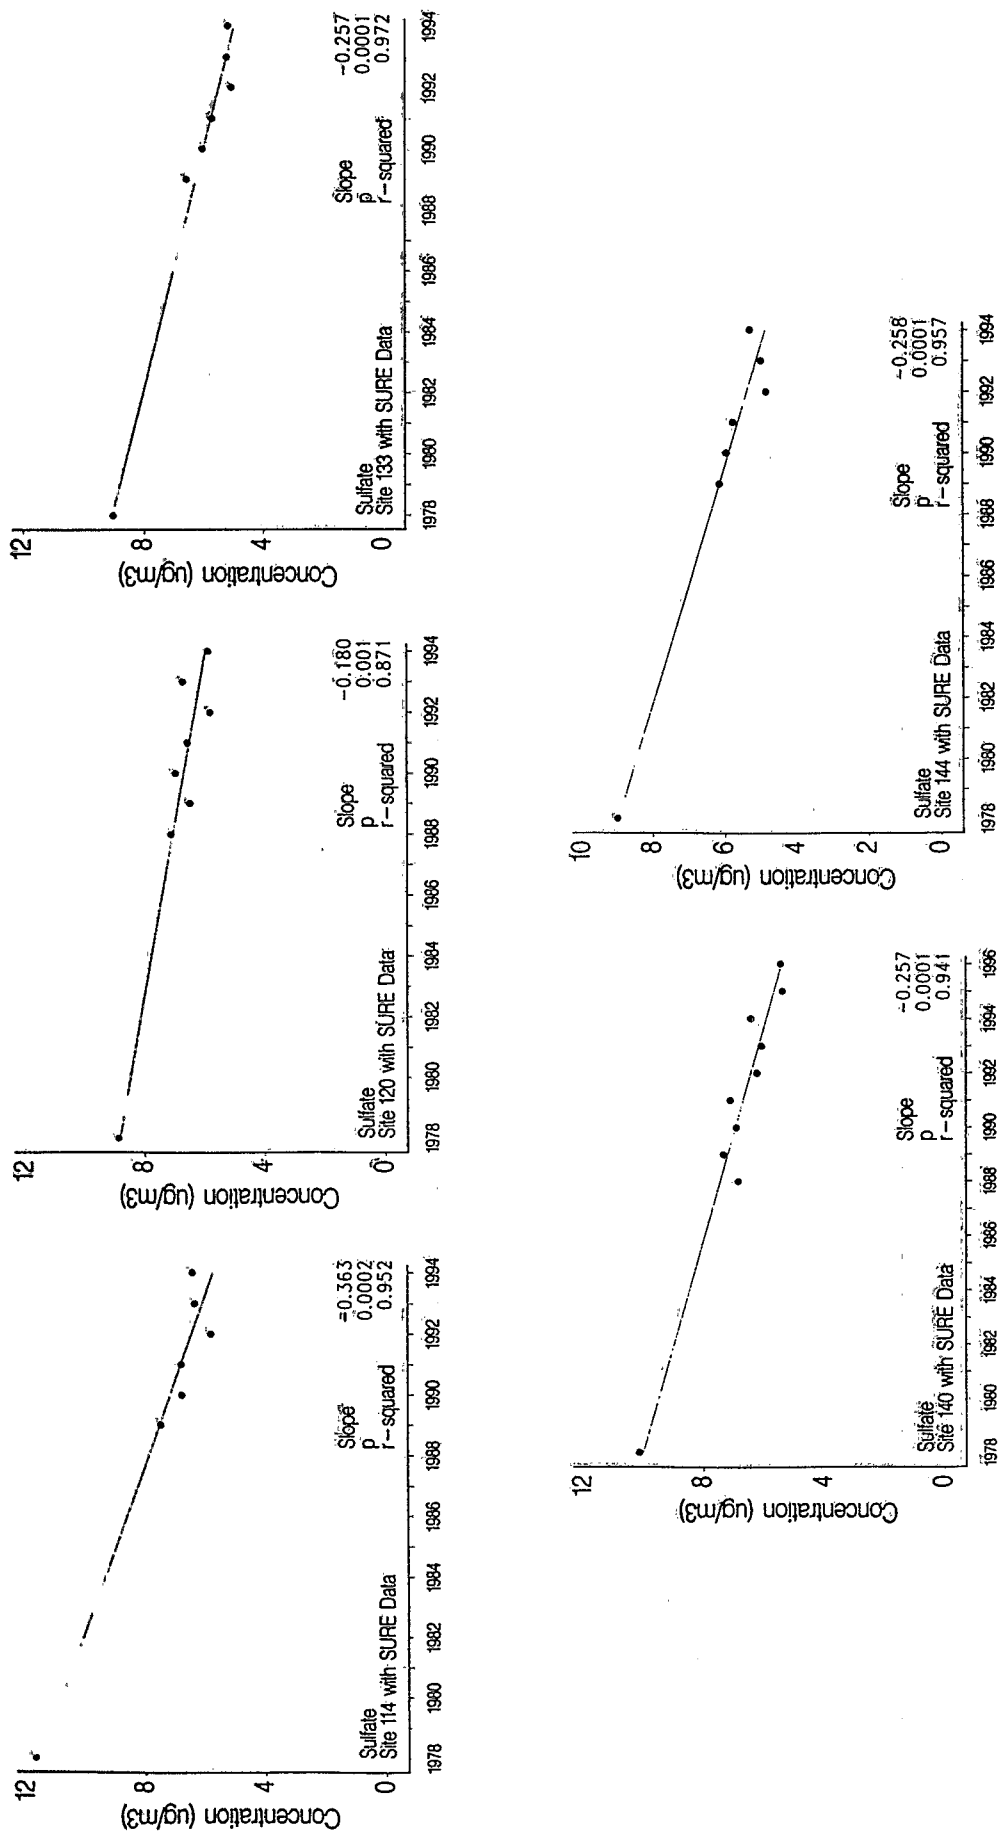 12
8
4
0
Concentration (ug/m3)
Sulfate
Site 114 with SURE Data
Slope =0.363
p 0.0002
r-squared 0.952
1978 1980 1982 1984 1986 1988 1990 1992 1994
12
8
4
0
Concentration (ug/m3)
Sulfate
Site 120 with SURE Data
Slope -0.180
p 0.001
r-squared 0.871
1978 1980 1982 1984 1986 1988 1990 1992 1994
12
8
4
0
Concentration (ug/m3)
Sulfate
Site 133 with SURE Data
Slope -0.257
p 0.0001
r-squared 0.972
1978 1980 1982 1984 1986 1988 1990 1992 1994
12
8
4
0
Concentration (ug/m3)
Sulfate
Site 140 with SURE Data
Slope -0.257
p 0.0001
r-squared 0.941
1978 1980 1982 1984 1986 1988 1990 1992 1994 1996
10
8
6
4
2
0
Concentration (ug/m3)
Sulfate
Site 144 with SURE Data
Slope -0.258
p 0.0001
r-squared 0.957
1978 1980 1982 1984 1986 1988 1990 1992 1994